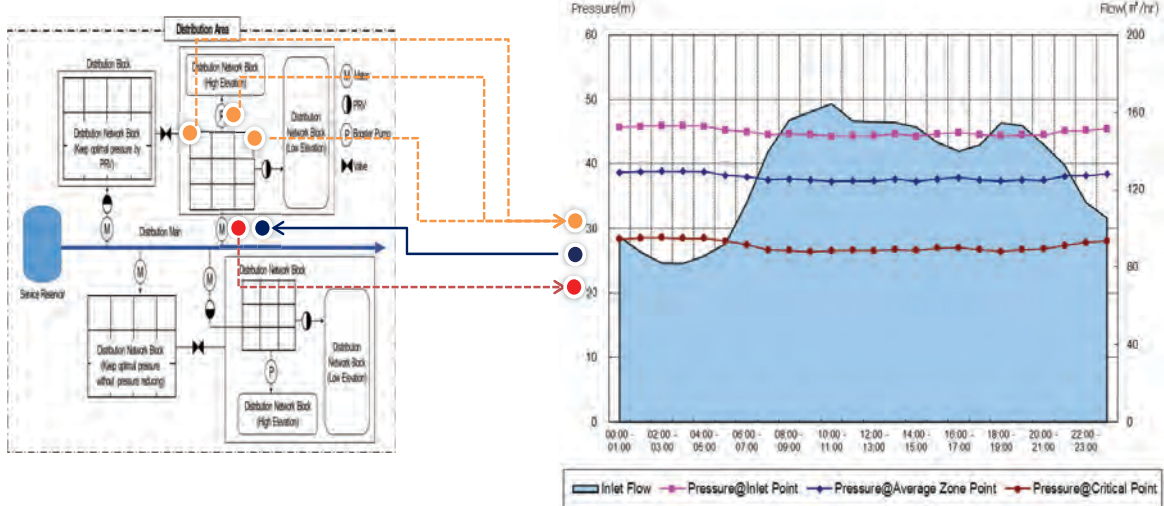 Distribution Area
Distribution Block
Distribution Network Block
(Keep optimal pressure by
PRV)
Distribution Network Block
(High Elevation)
P
Distribution
Network Block
(Low Elevation)
M
Meter
PRV
P
Booster Pump
Valve
M
Distribution Main
M
Service Reservoir
M
M
Distribution Network Block
Distribution Network Block
(Keep optimal pressure
without pressure reducing)
P
Distribution
Network Block
(Low Elevation)
Distribution Network Block
(High Elevation)
Pressure(m)
Flow(㎥/hr)
60
50
40
30
20
10
0
200
160
120
80
40
0
00:00 - 01:00
02:00 - 03:00
04:00 - 05:00
06:00 - 07:00
08:00 - 09:00
10:00 - 11:00
12:00 - 13:00
14:00 - 15:00
16:00 - 17:00
18:00 - 19:00
20:00 - 21:00
22:00 - 23:00
Inlet Flow
Pressure@Inlet Point
Pressure@Average Zone Point
Pressure@Critical Point